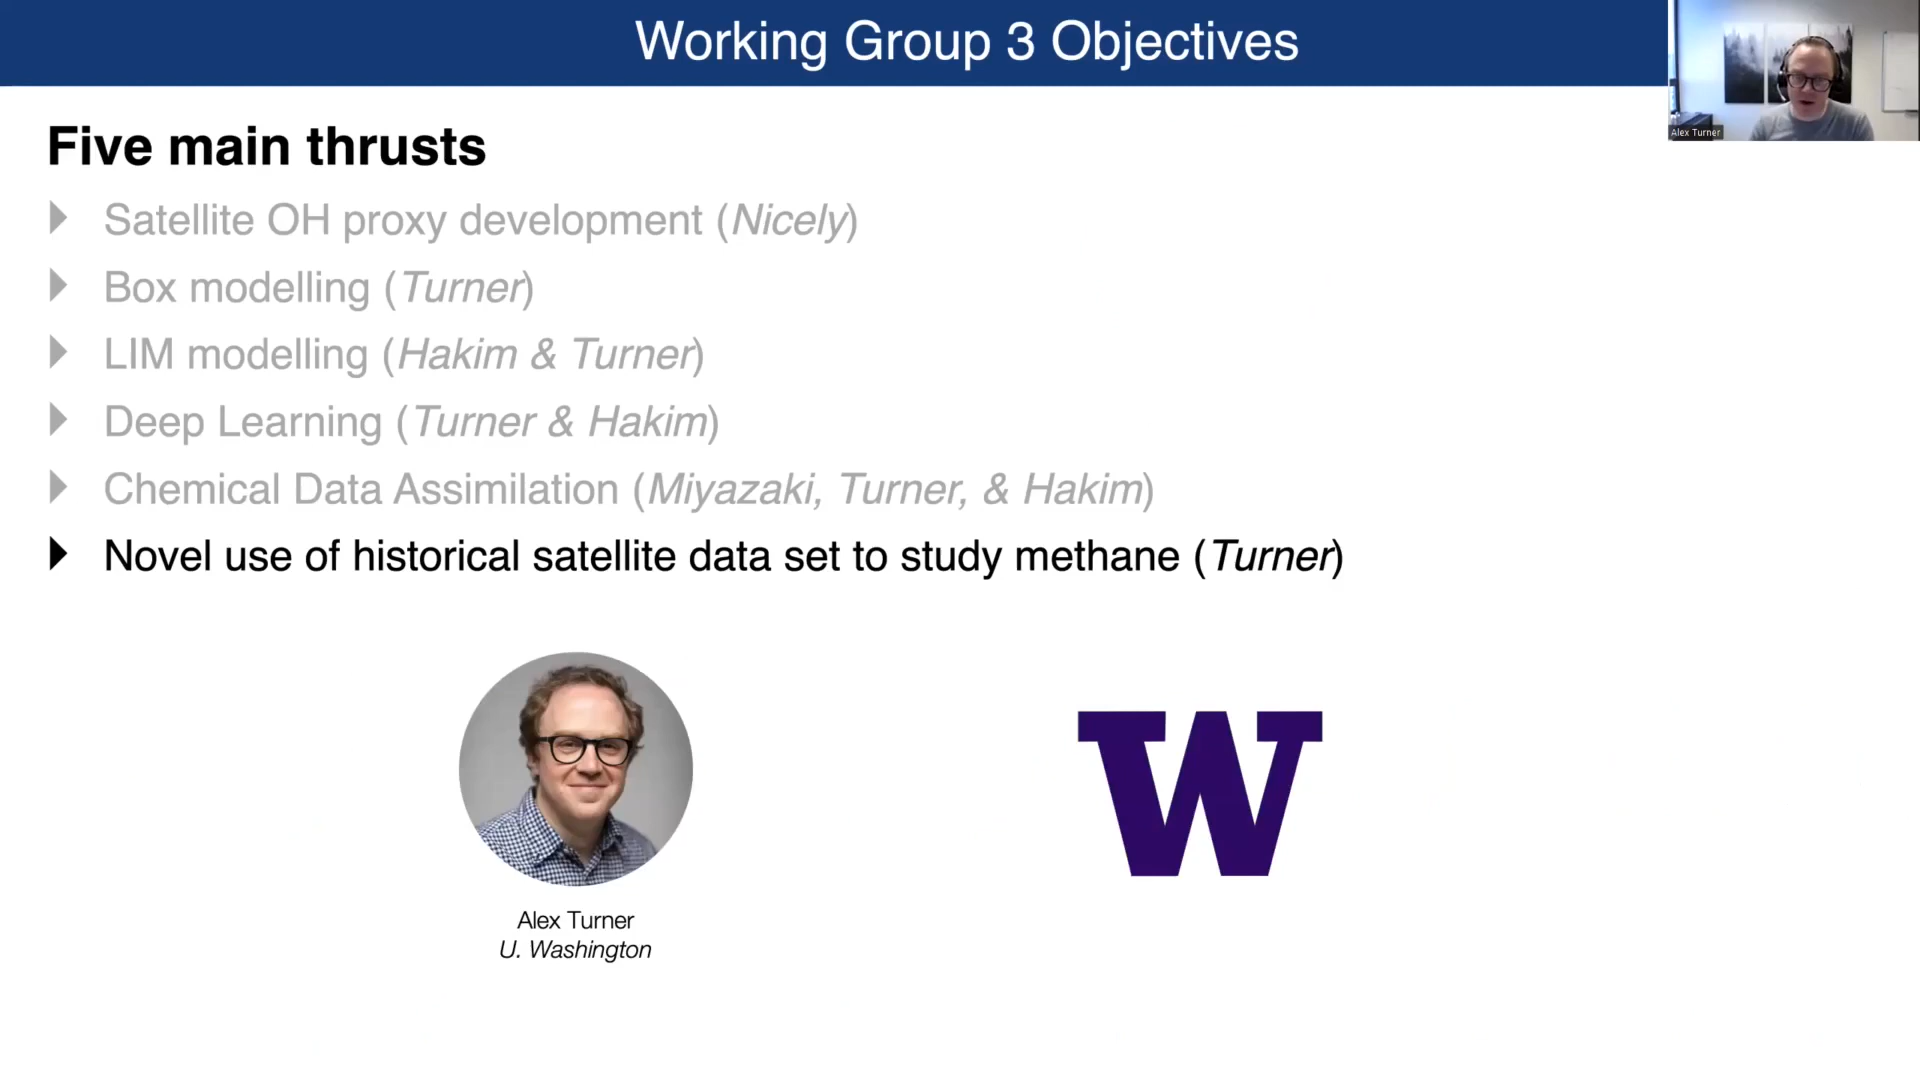 Working Group 3 Objectives
Alex Turner
Five main thrusts
Satellite OH proxy development (Nicely)
Box modelling (Turner)
LIM modelling (Hakim & Turner)
Deep Learning (Turner & Hakim)
Chemical Data Assimilation (Miyazaki, Turner, & Hakim)
Novel use of historical satellite data set to study methane (Turner)
W
Alex Turner
U. Washington